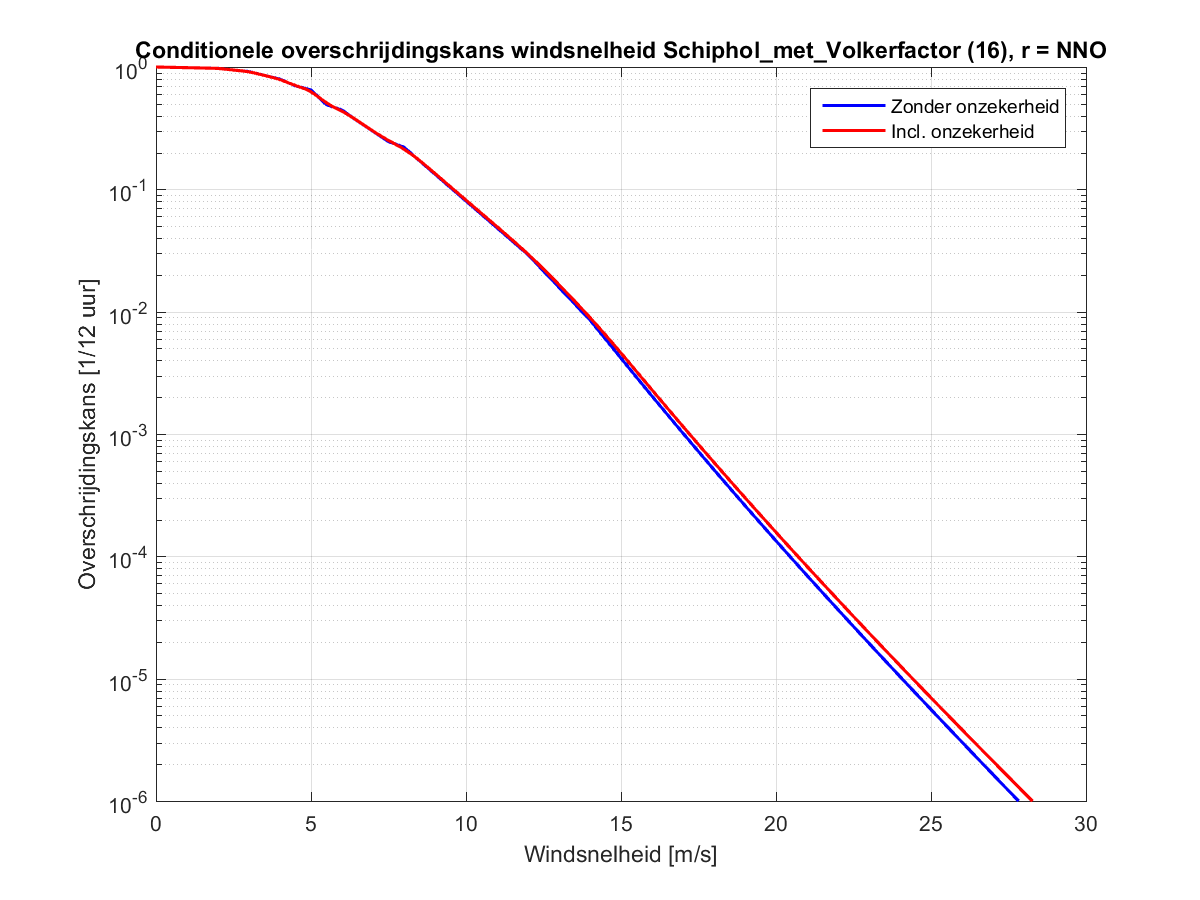 Conditionele overschrijdingskans windsnelheid Schiphol_met_Volkerfactor (16), r = NNO
Zonder onzekerheid
Incl. onzekerheid
Overschrijdingskans [1/12 uur]
10^0
10^-1
10^-2
10^-3
10^-4
10^-5
10^-6
0 5 10 15 20 25 30
Windsnelheid [m/s]